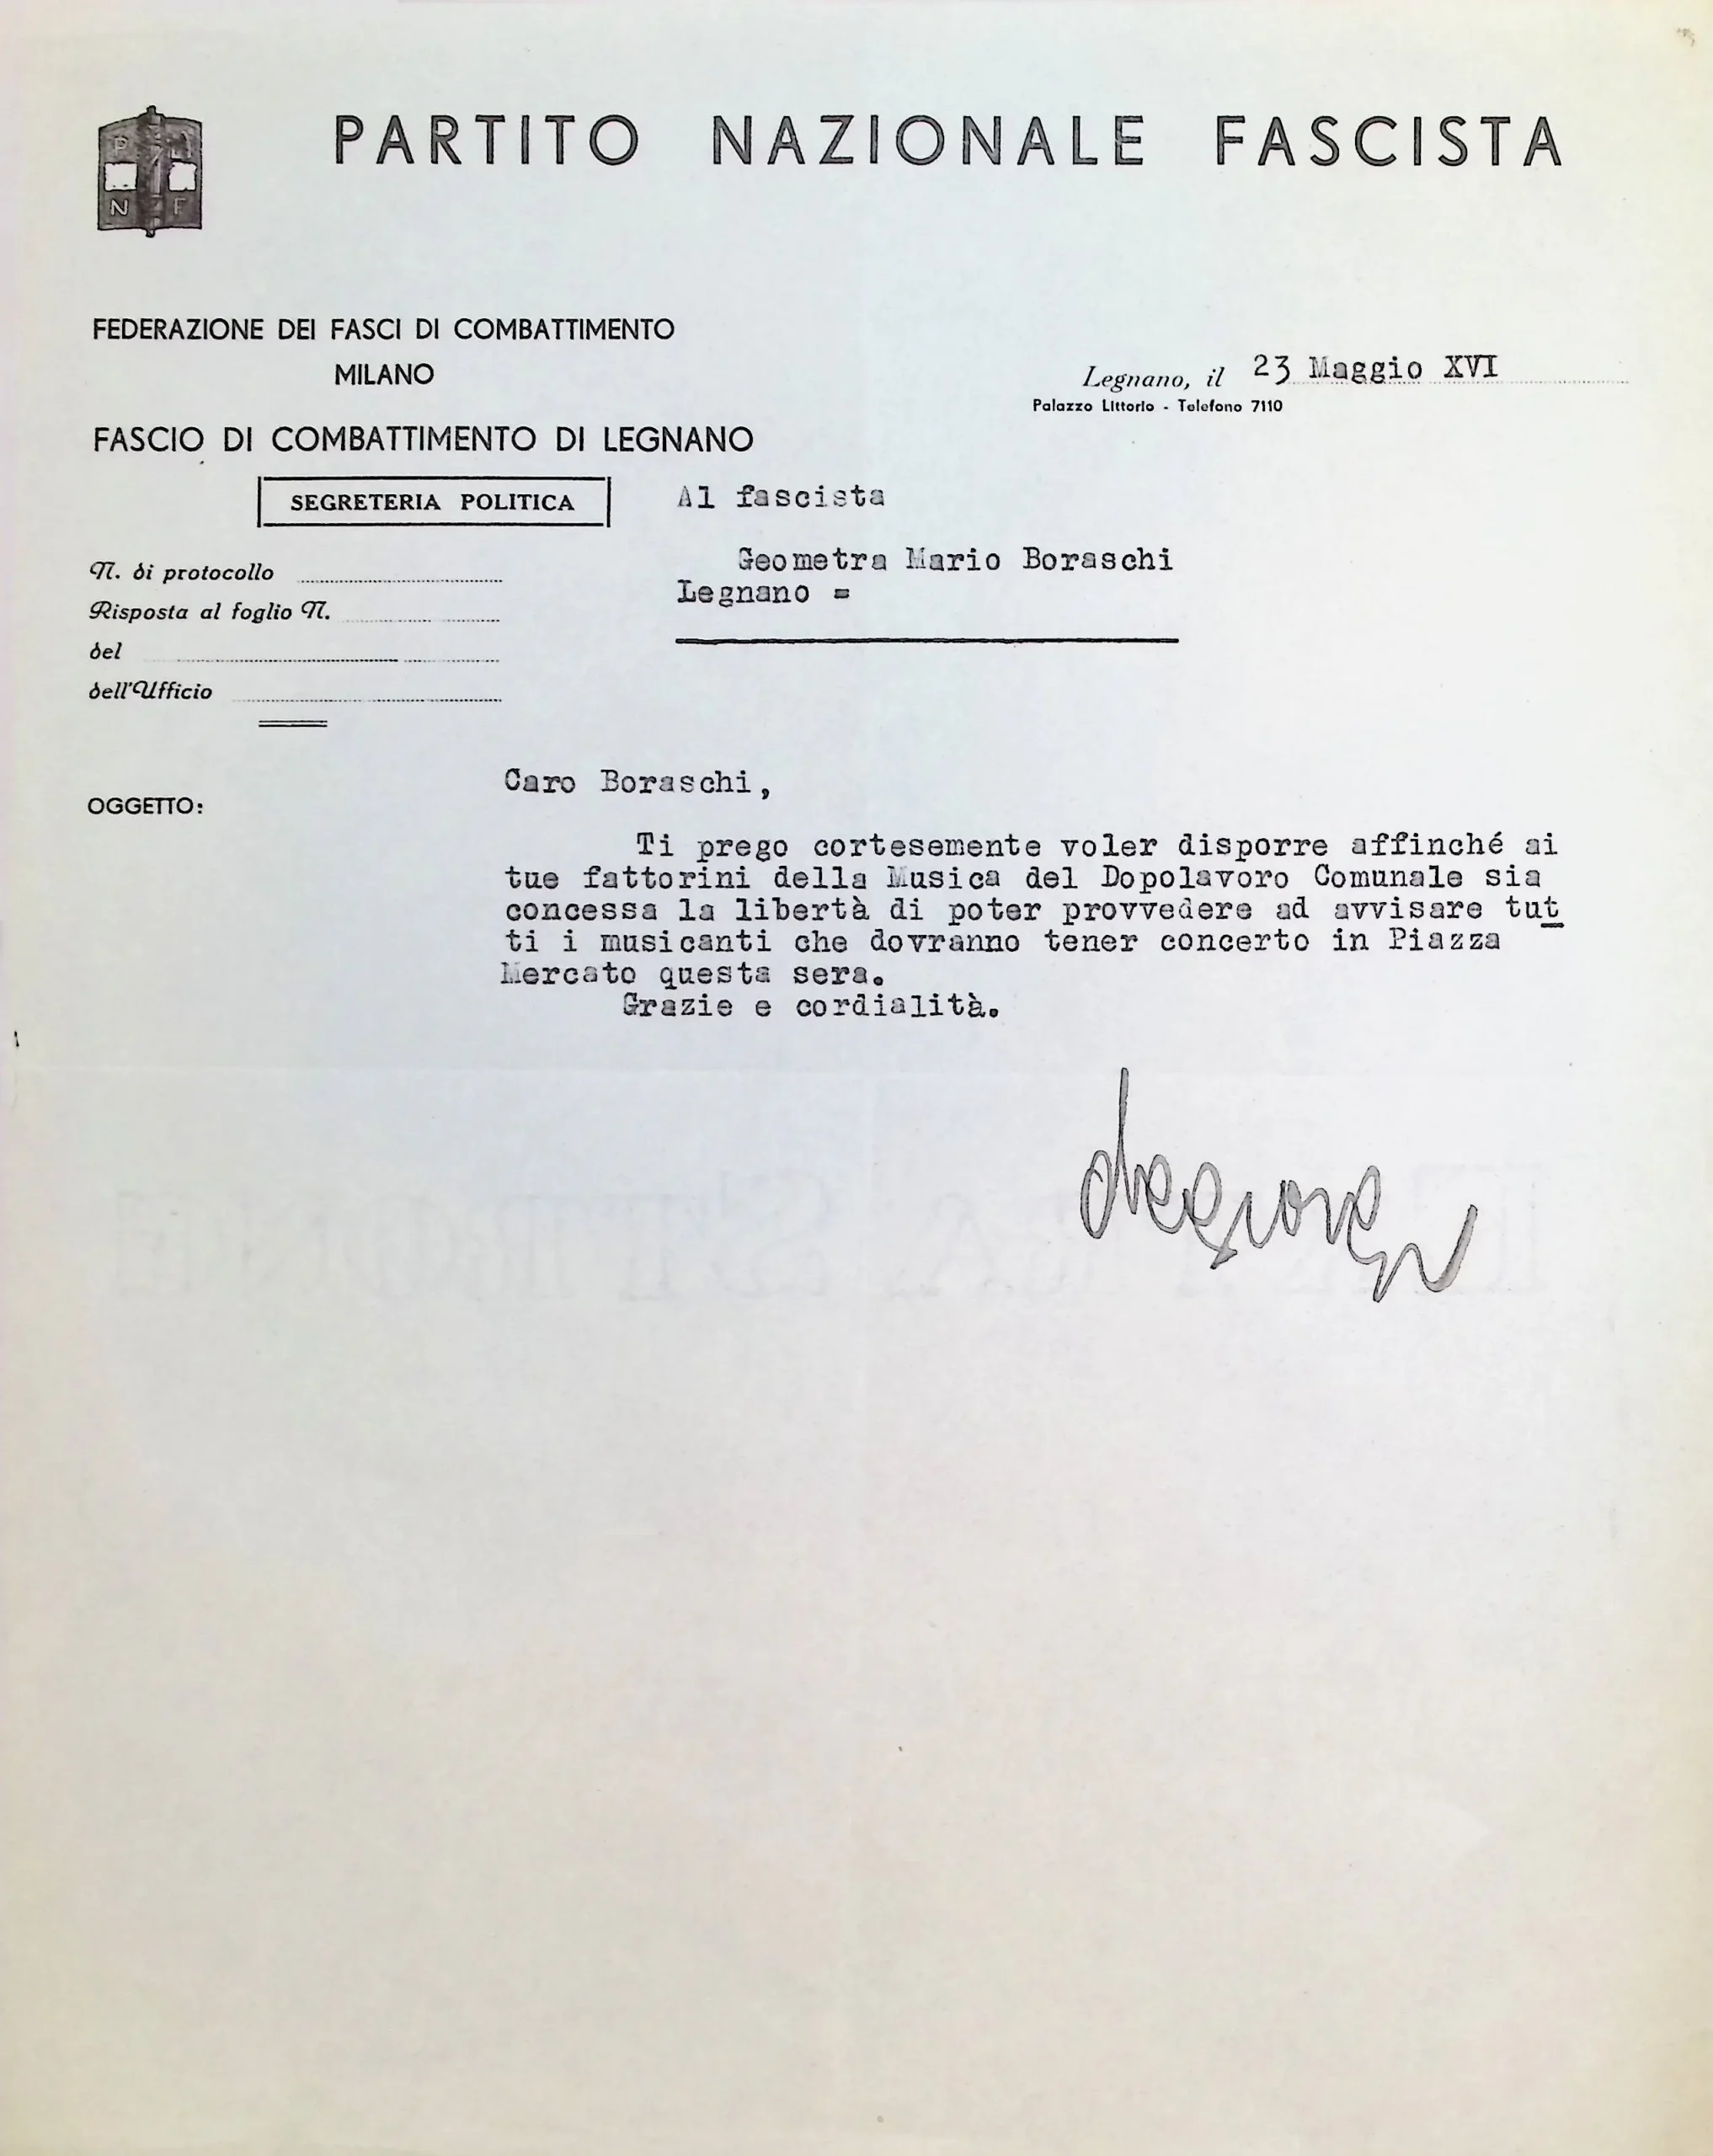 P N F
PARTITO NAZIONALE FASCISTA
FEDERAZIONE DEI FASCI DI COMBATTIMENTO
MILANO
Legnano, il 23 Maggio XVI
Palazzo Littorio - Telefono 7110
FASCIO DI COMBATTIMENTO DI LEGNANO
SEGRETERIA POLITICA
Al fascista
Geometra Mario Boraschi
Legnano =
N. di protocollo
Risposta al foglio N.
del
dell'Ufficio
Caro Boraschi,
OGGETTO:
Ti prego cortesemente voler disporre affinché ai
tue fattorini della Musica del Dopolavoro Comunale sia
concessa la libertà di poter provvedere ad avvisare tut
ti i musicanti che dovranno tener concerto in Piazza
Mercato questa sera.
Grazie e cordialità.